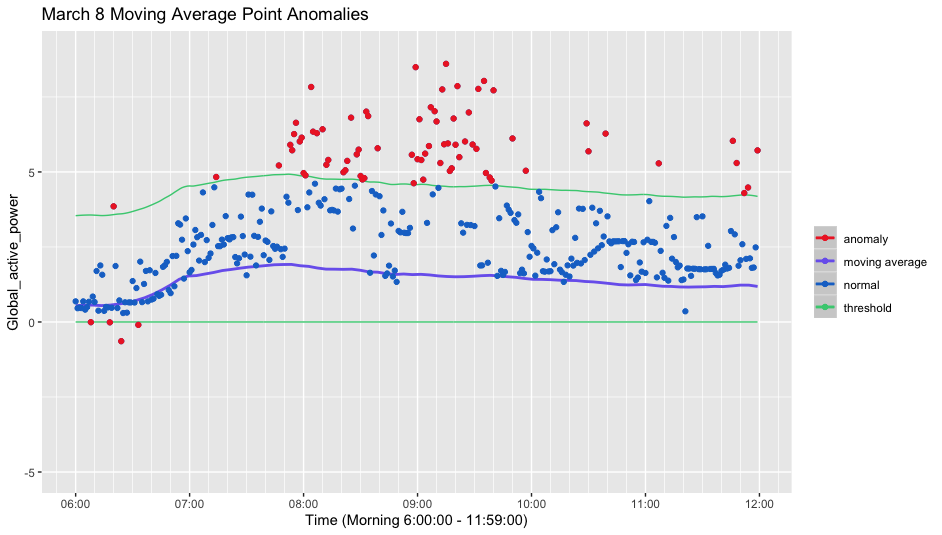 March 8 Moving Average Point Anomalies
Global_active_power
5
0
-5
06:00 07:00 08:00 09:00 10:00 11:00 12:00
Time (Morning 6:00:00 - 11:59:00)
anomaly
moving average
normal
threshold